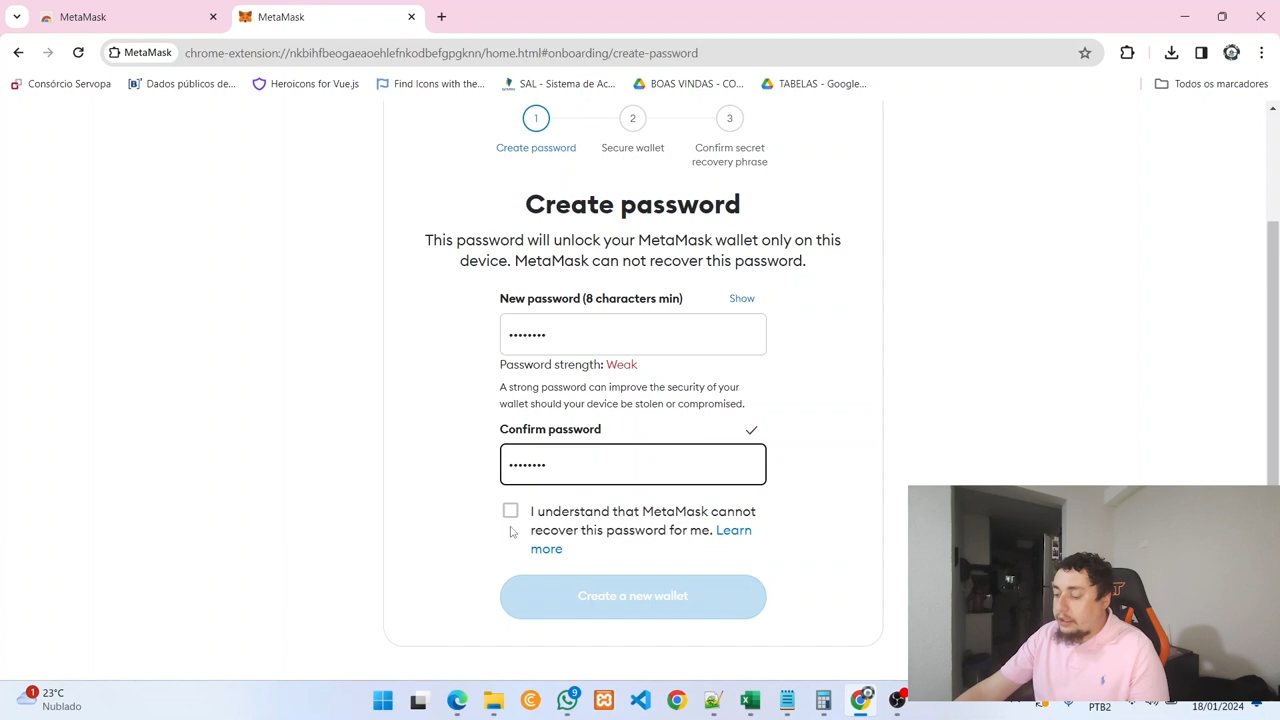 MetaMask
MetaMask
MetaMask
chrome-extension://nkbihfbeogaeaoehlefnkodbefgpgknn/home.html#onboarding/create-password
Consórcio Servopa
Dados públicos de...
Heroicons for Vue.js
Find Icons with the...
SAL - Sistema de Ac...
BOAS VINDAS - CO...
TABELAS - Google...
Todos os marcadores
1
2
3
Create password
Secure wallet
Confirm secret
recovery phrase
Create password
This password will unlock your MetaMask wallet only on this
device. MetaMask can not recover this password.
New password (8 characters min)
Show
••••••••
Password strength: Weak
A strong password can improve the security of your
wallet should your device be stolen or compromised.
Confirm password
••••••••
I understand that MetaMask cannot
recover this password for me. Learn
more
Create a new wallet
1
23°C
Nublado
9
PTB2
18/01/2024